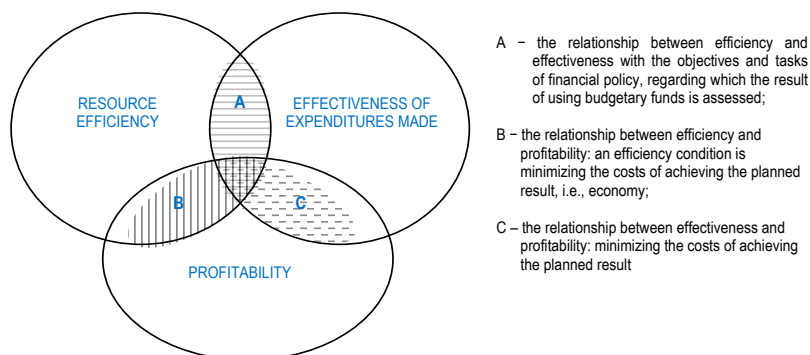 RESOURCE
EFFICIENCY
A
EFFECTIVENESS OF
EXPENDITURES MADE
B
C
PROFITABILITY
A – the relationship between efficiency and
effectiveness with the objectives and tasks
of financial policy, regarding which the result
of using budgetary funds is assessed;
B – the relationship between efficiency and
profitability: an efficiency condition is
minimizing the costs of achieving the planned
result, i.e., economy;
C – the relationship between effectiveness and
profitability: minimizing the costs of achieving
the planned result